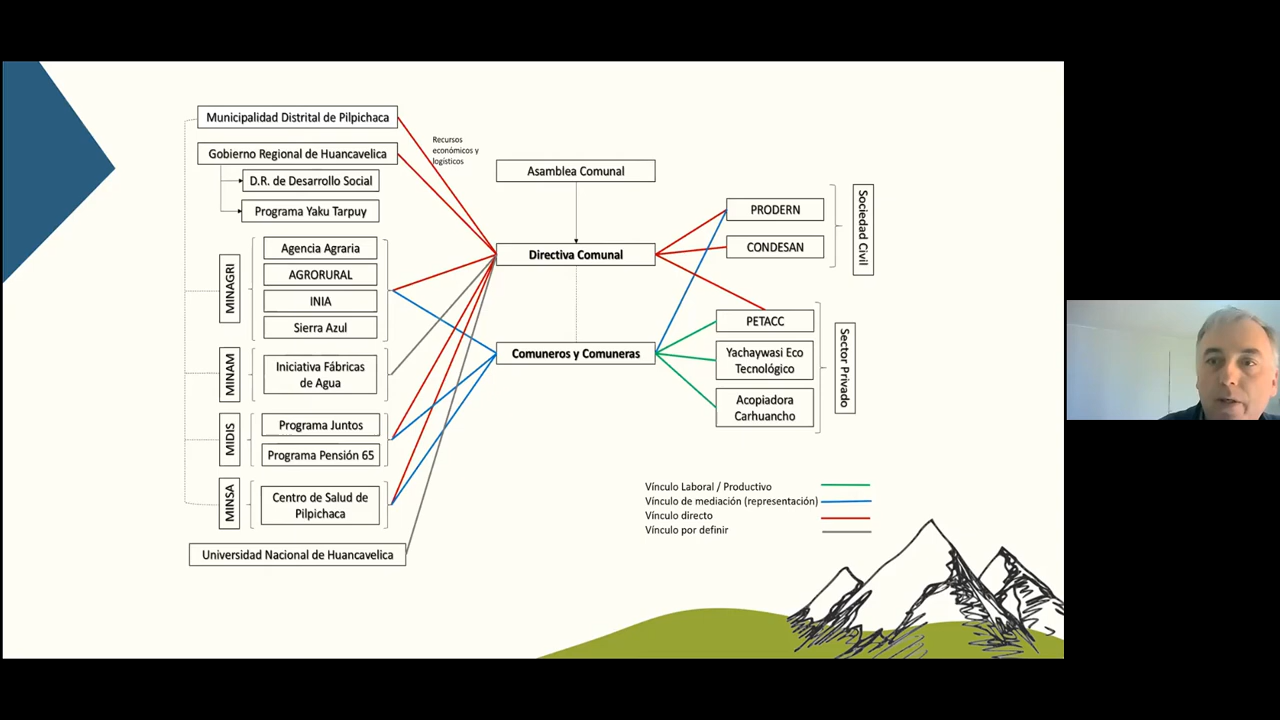 Municipalidad Distrital de Pilpichaca
Gobierno Regional de Huancavelica
D.R. de Desarrollo Social
Programa Yaku Tarpuy
MINAGRI
Agencia Agraria
AGRORURAL
INIA
Sierra Azul
MINAM
Iniciativa Fábricas
de Agua
MIDIS
Programa Juntos
Programa Pensión 65
MINSA
Centro de Salud de
Pilpichaca
Universidad Nacional de Huancavelica
Recursos
económicos y
logísticos
Asamblea Comunal
Directiva Comunal
Comuneros y Comuneras
PRODERN
CONDESAN
Sociedad Civil
PETACC
Yachaywasi Eco
Tecnológico
Acopiadora
Carhuancho
Sector Privado
Vínculo Laboral / Productivo
Vínculo de mediación (representación)
Vínculo directo
Vínculo por definir